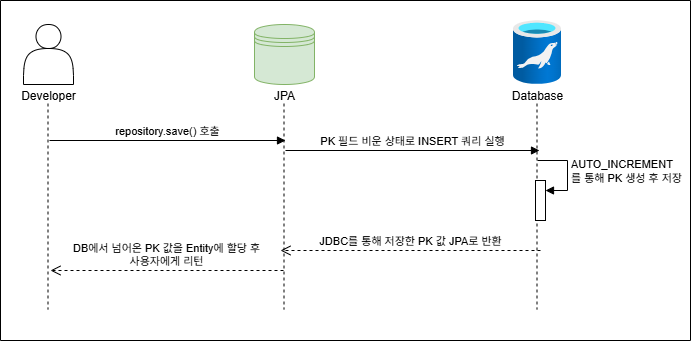 Developer
JPA
Database
repository.save() 호출
PK 필드 비운 상태로 INSERT 쿼리 실행
AUTO_INCREMENT
를 통해 PK 생성 후 저장
JDBC를 통해 저장한 PK 값 JPA로 반환
DB에서 넘어온 PK 값을 Entity에 할당 후
사용자에게 리턴